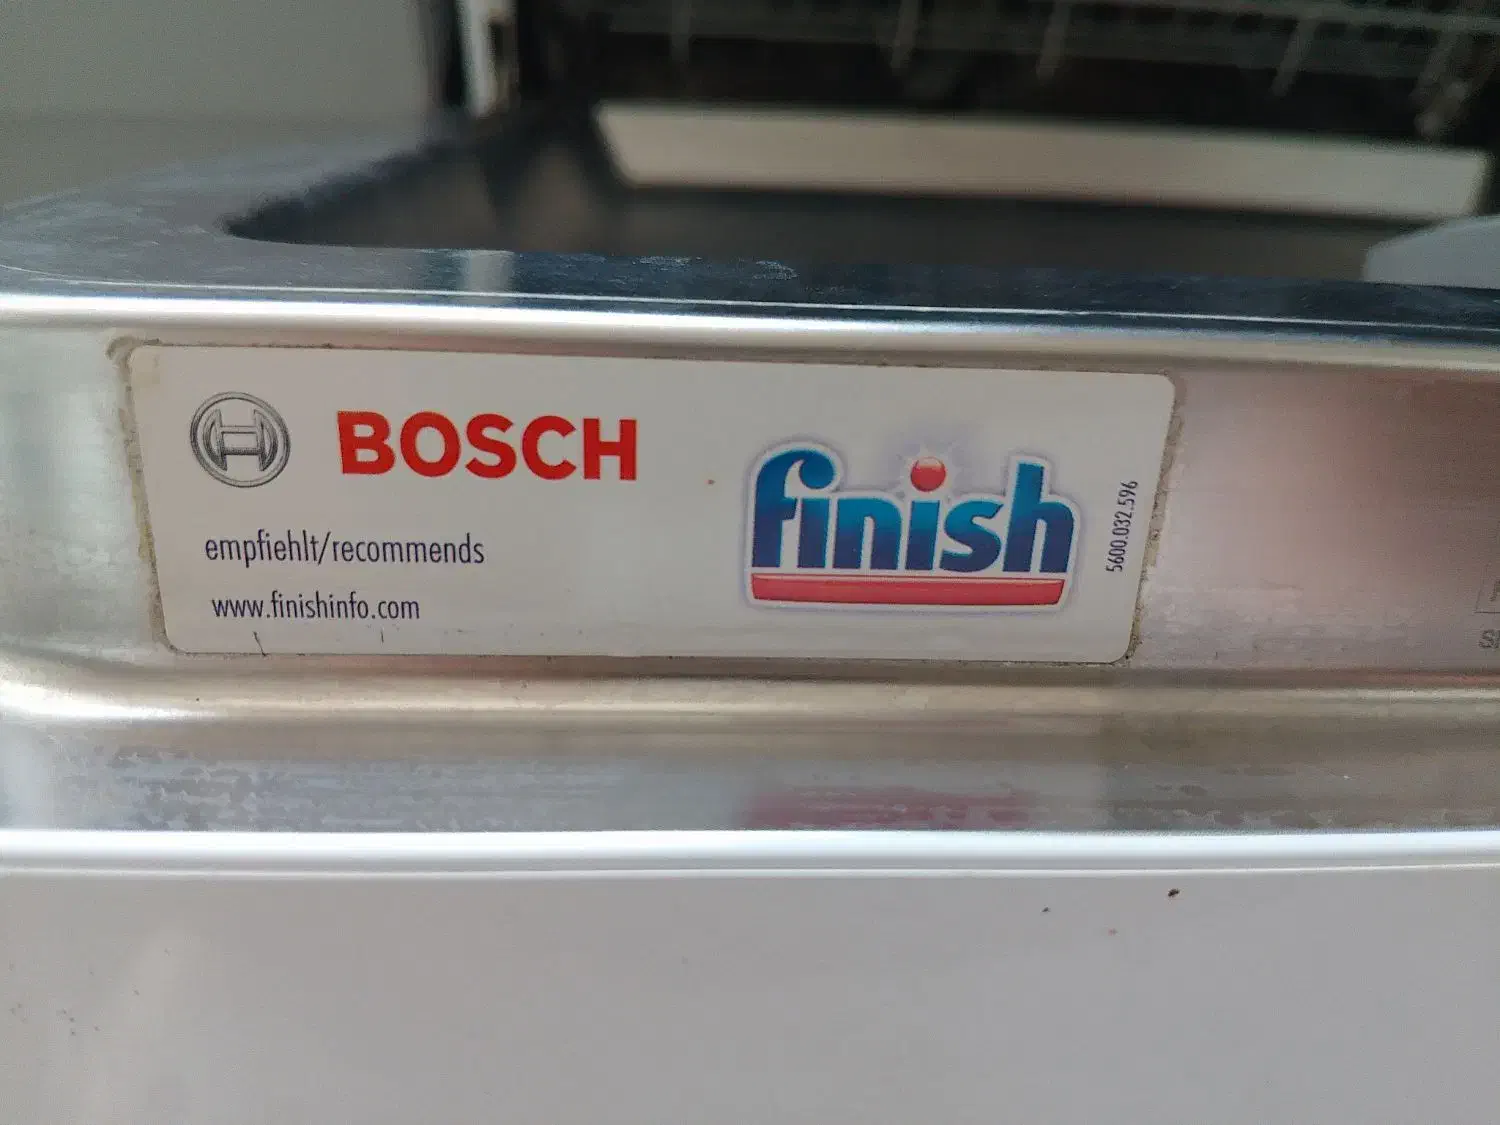 BOSCH
empfiehlt/recommends
www.finishinfo.com
finish
5600.032.596